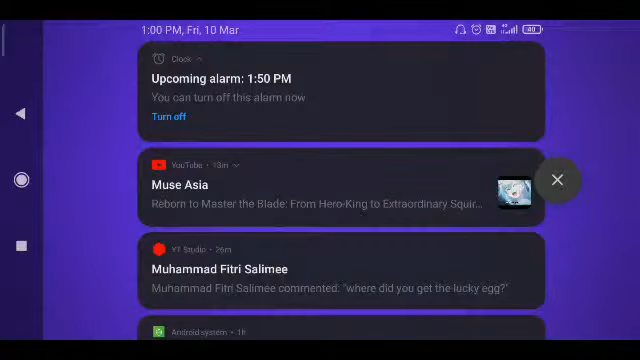 1:00 PM, Fri, 10 Mar
40
Clock
Upcoming alarm: 1:50 PM
You can turn off this alarm now
Turn off
YouTube • 13m
Muse Asia
Reborn to Master the Blade: From Hero-King to Extraordinary Squir...
YT Studio • 26m
Muhammad Fitri Salimee
Muhammad Fitri Salimee commented: "where did you get the lucky egg?"
Android system • 1h